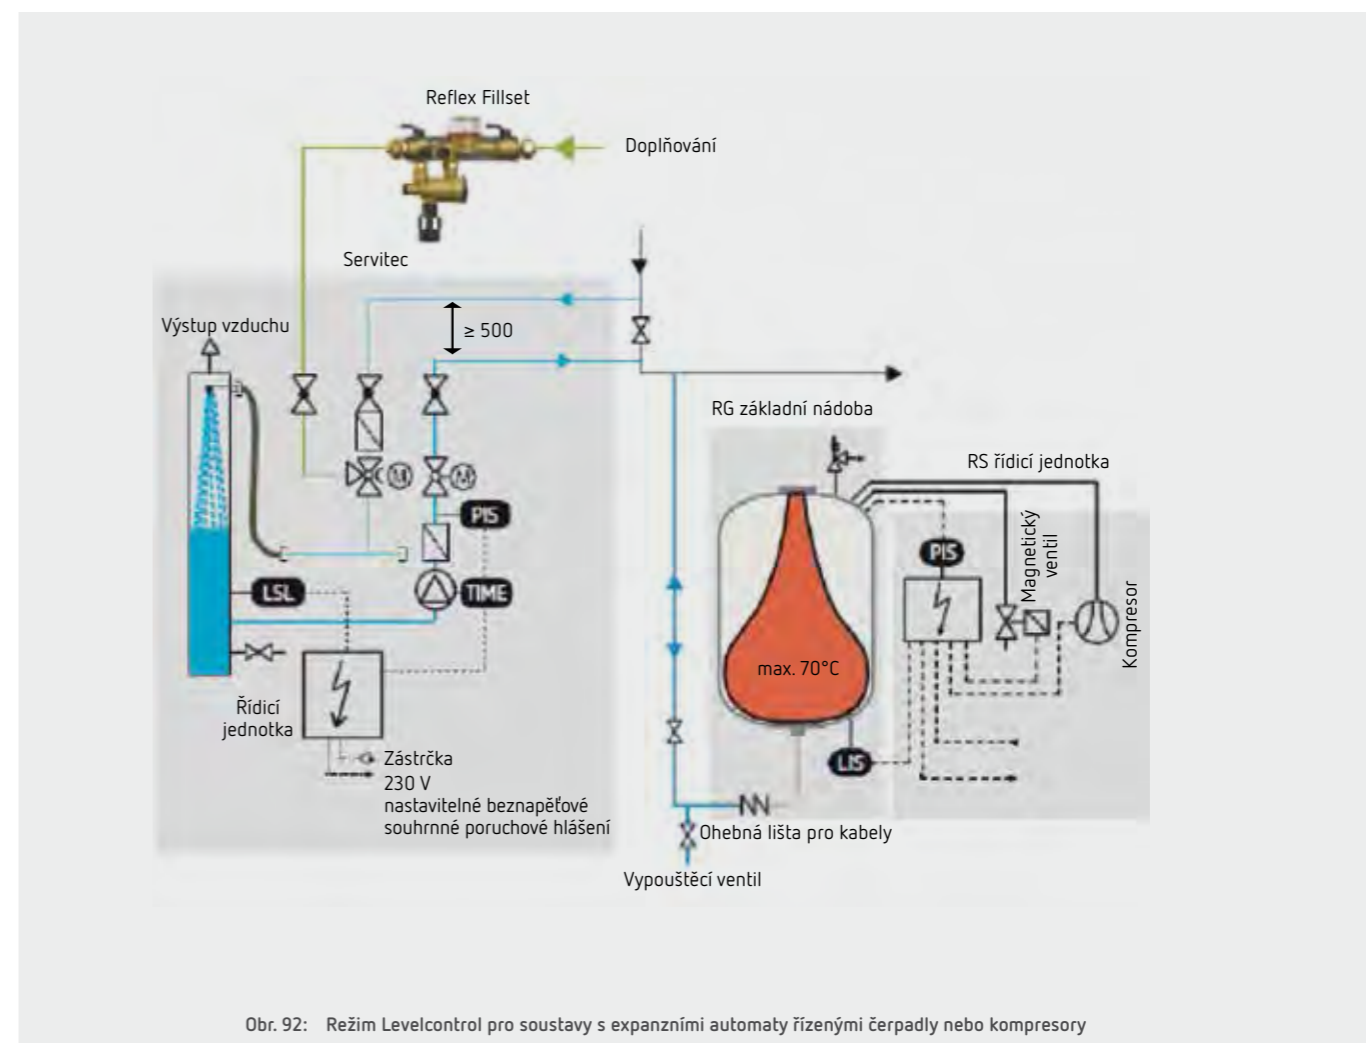 Reflex Fillset
Doplňování
Servitec
Výstup vzduchu
≥ 500
RG základní nádoba
RS řídicí jednotka
M
M
PIS
PIS
Magnetický
ventil
Kompresor
LSL
TIME
max. 70°C
Řídicí
jednotka
LIS
Zástrčka
230 V
nastavitelné beznapěťové
souhrnné poruchové hlášení
Ohebná lišta pro kabely
Vypouštěcí ventil
Obr. 92: Režim Levelcontrol pro soustavy s expanzními automaty řízenými čerpadly nebo kompresory